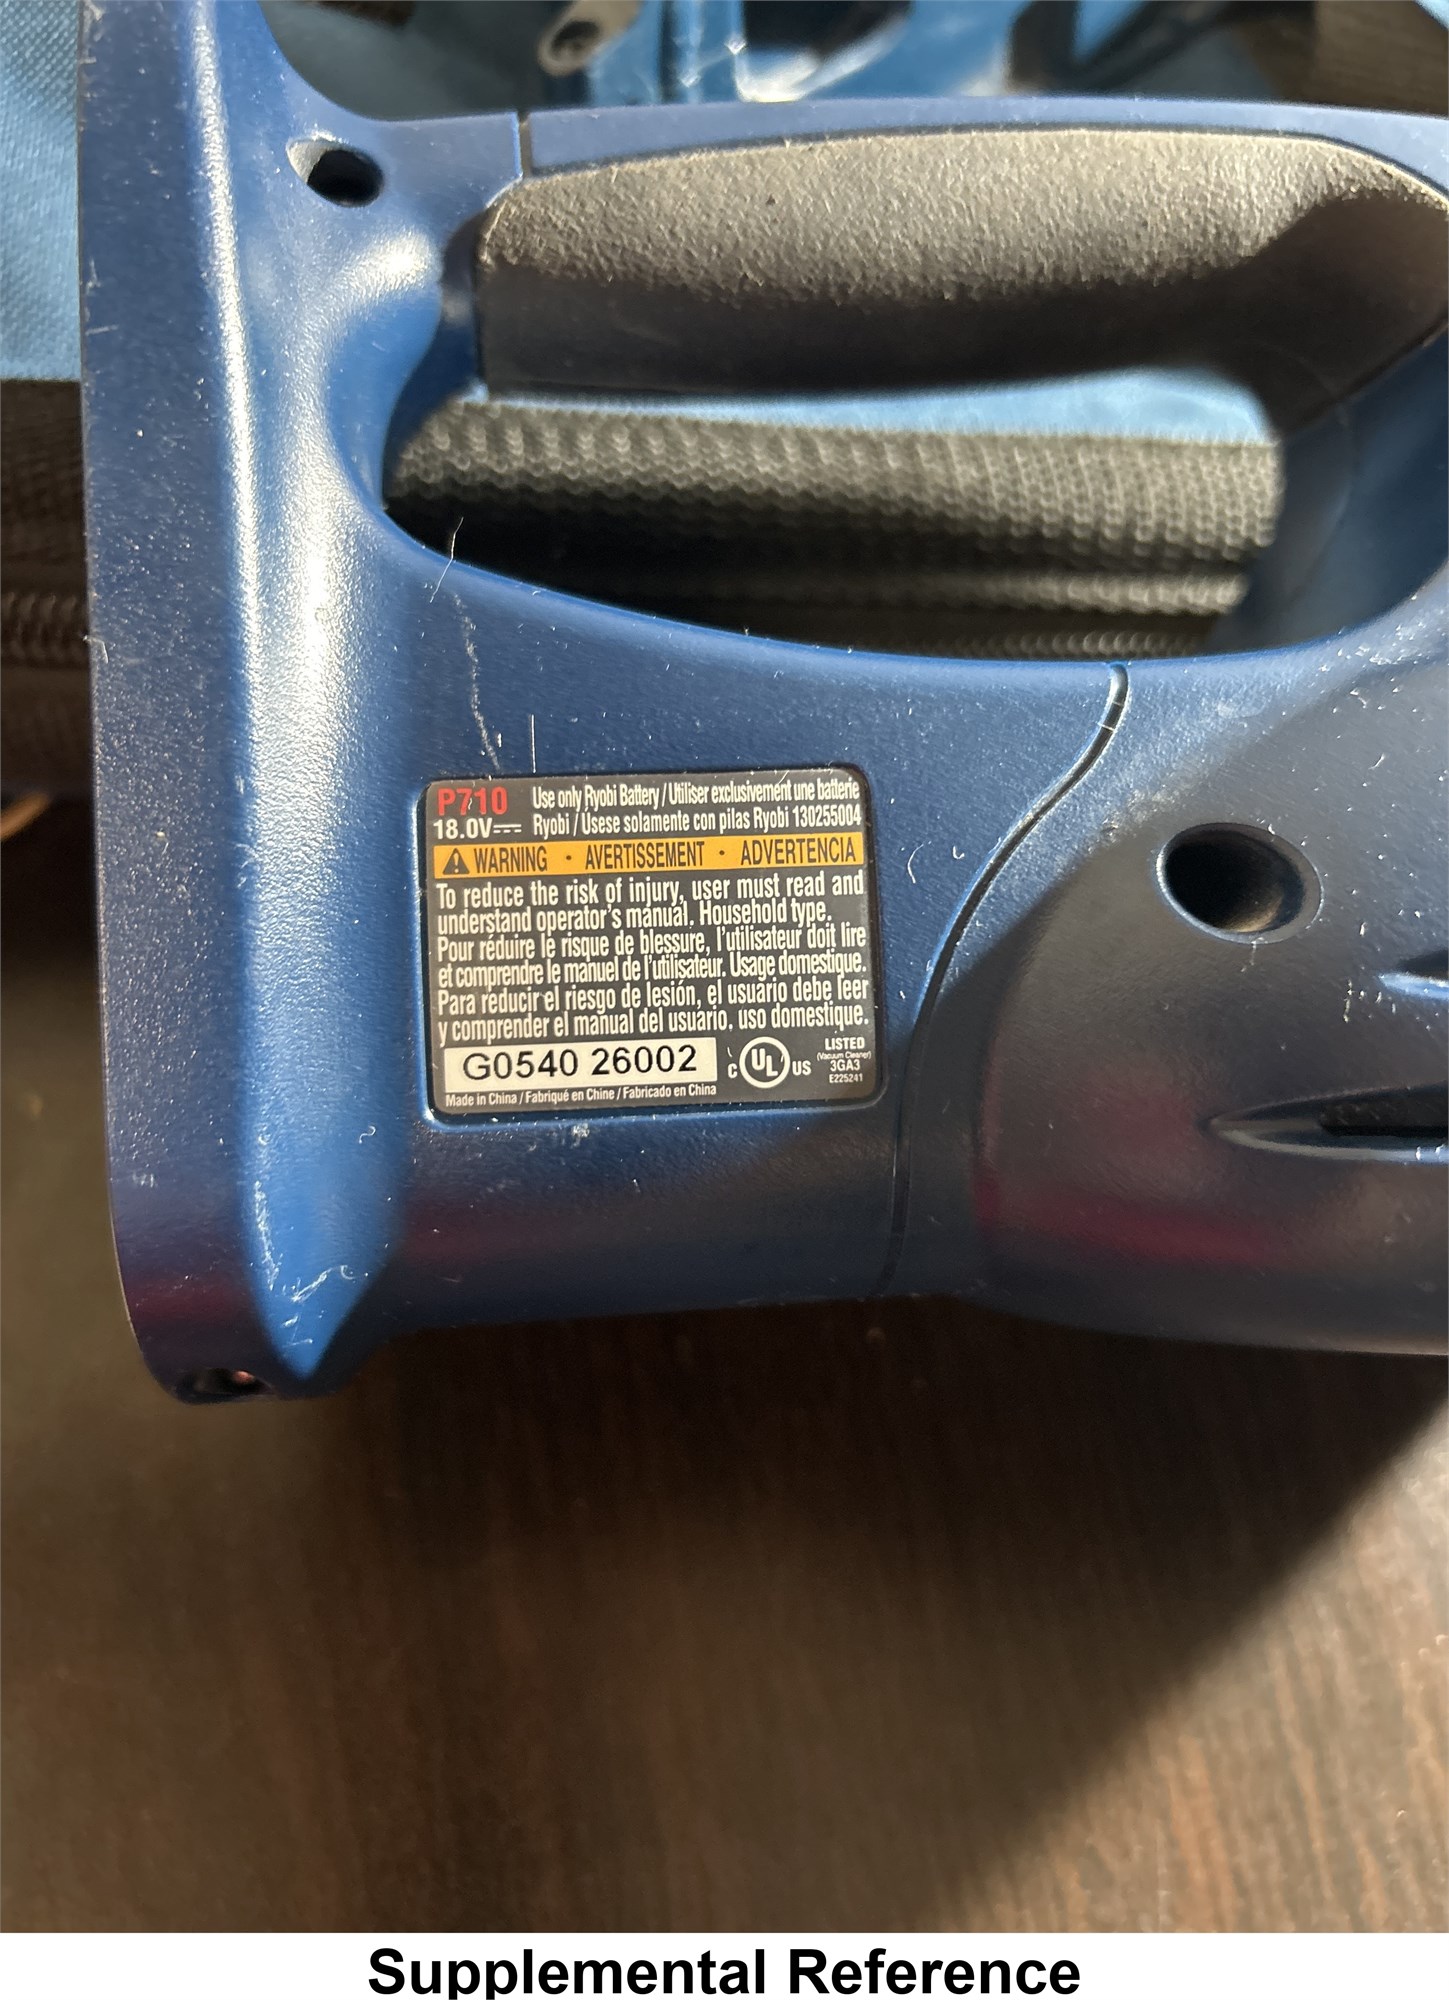 P710 Use only Ryobi Battery / Utiliser exclusivement une batterie
18.0V⎓ Ryobi / Úsese solamente con pilas Ryobi 130255004
⚠ WARNING · AVERTISSEMENT · ADVERTENCIA
To reduce the risk of injury, user must read and
understand operator's manual. Household type.
Pour réduire le risque de blessure, l'utilisateur doit lire
et comprendre le manuel de l'utilisateur. Usage domestique.
Para reducir el riesgo de lesión, el usuario debe leer
y comprender el manual del usuario. uso domestique.
G0540 26002
Made in China / Fabriqué en Chine / Fabricado en China
C UL US
LISTED
(Vacuum Cleaner)
3GA3
E225241
Supplemental Reference